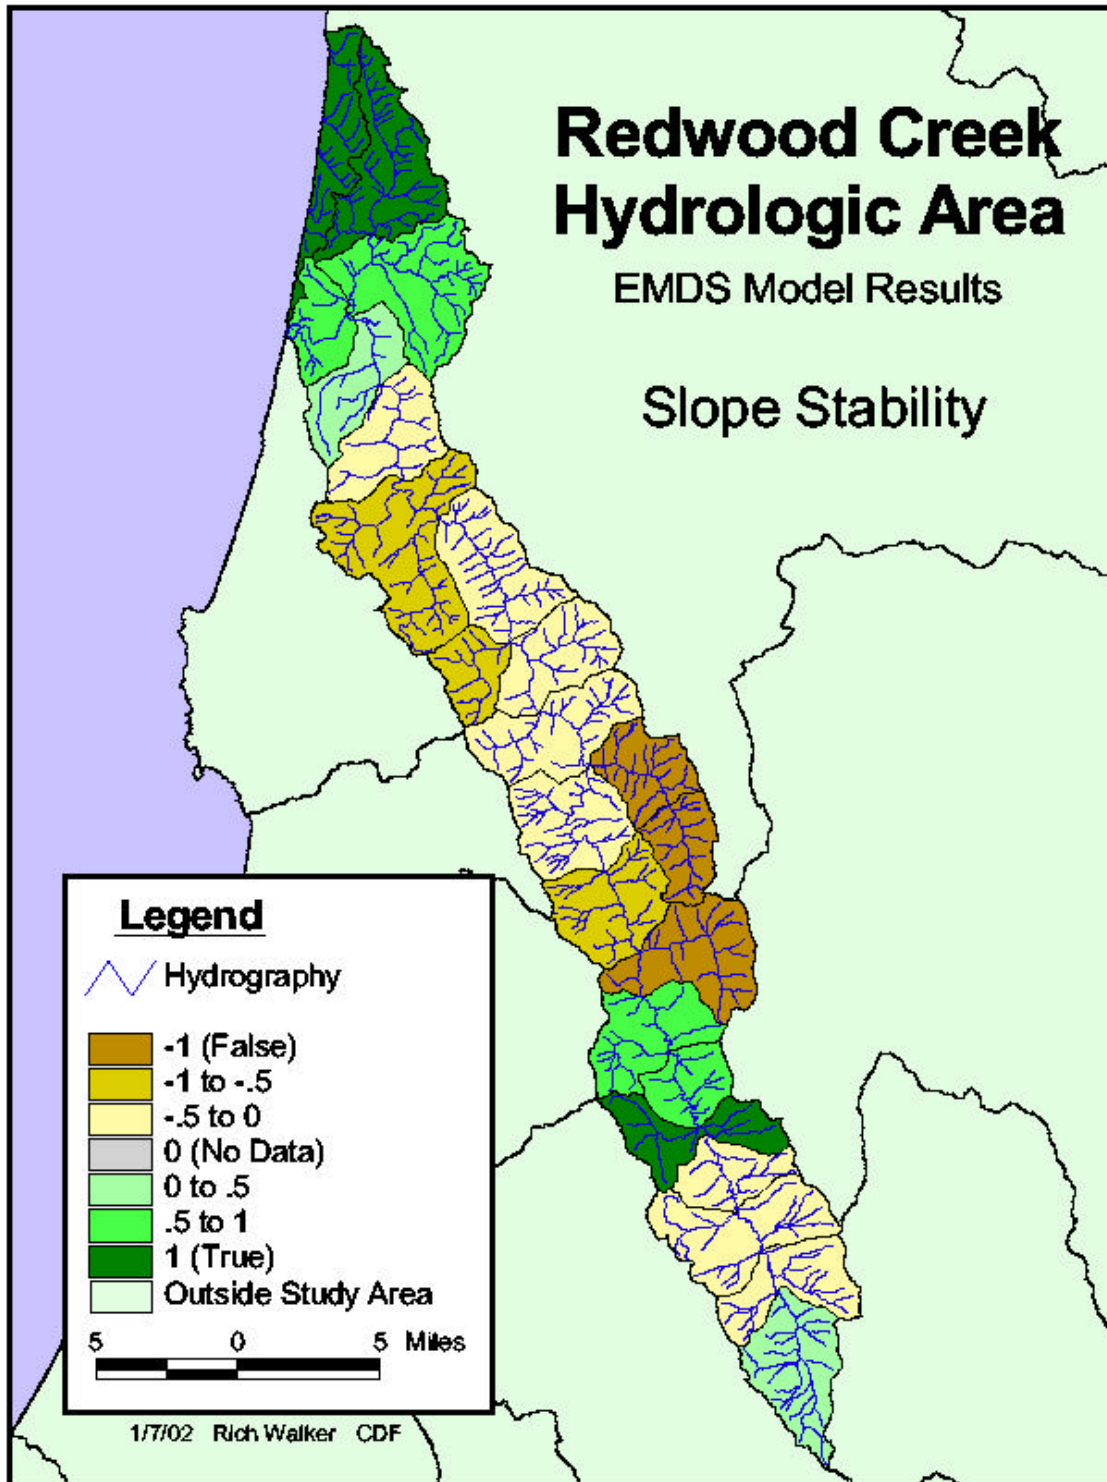 Redwood Creek
Hydrologic Area
EMDS Model Results
Slope Stability
Legend
Hydrography
-1 (False)
-1 to -.5
-.5 to 0
0 (No Data)
0 to .5
.5 to 1
1 (True)
Outside Study Area
5 0 5 Miles
1/7/02 Rich Walker CDF